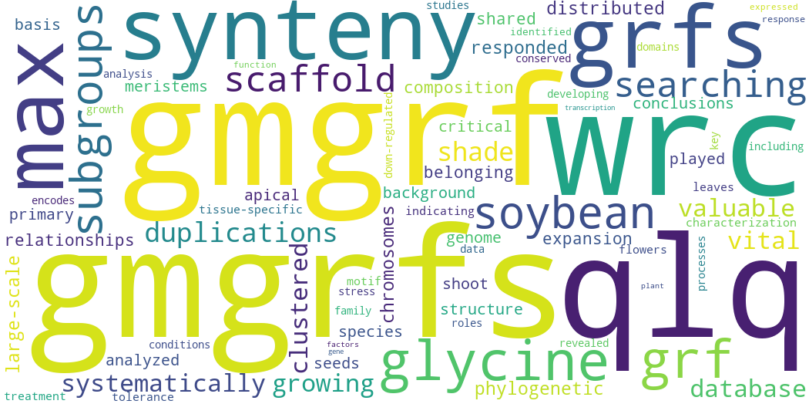 basis
max
subgroups
synteny
studies
shared
identified
distributed
expressed
response
analysis
function
conserved
responded
domains
grfs
meristems
scaffold
composition
searching
growth
gmgrf
down-regulated
developing
transcription
conclusions
wrc
critical
shade
key
including
belonging
played
encodes
apical
background
leaves
primary
tissue-specific
indicating
soybean
valuable
characterization
relationships
duplications
chromosomes
genome
expansion
vital
data
flowers
large-scale
gmgrfs
clustered
motif
shoot
structure
processes
qlq
stress
plant
family
species
roles
conditions
factors
gene
revealed
analyzed
seeds
glycine
grf
systematically
growing
phylogenetic
database
treatment
tolerance